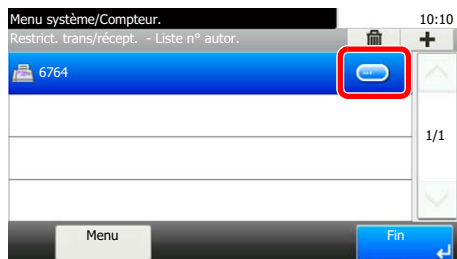 Menu système/Compteur. 10:10
Restrict. trans/récept. - Liste n° autor.
6764
1/1
Menu Fin